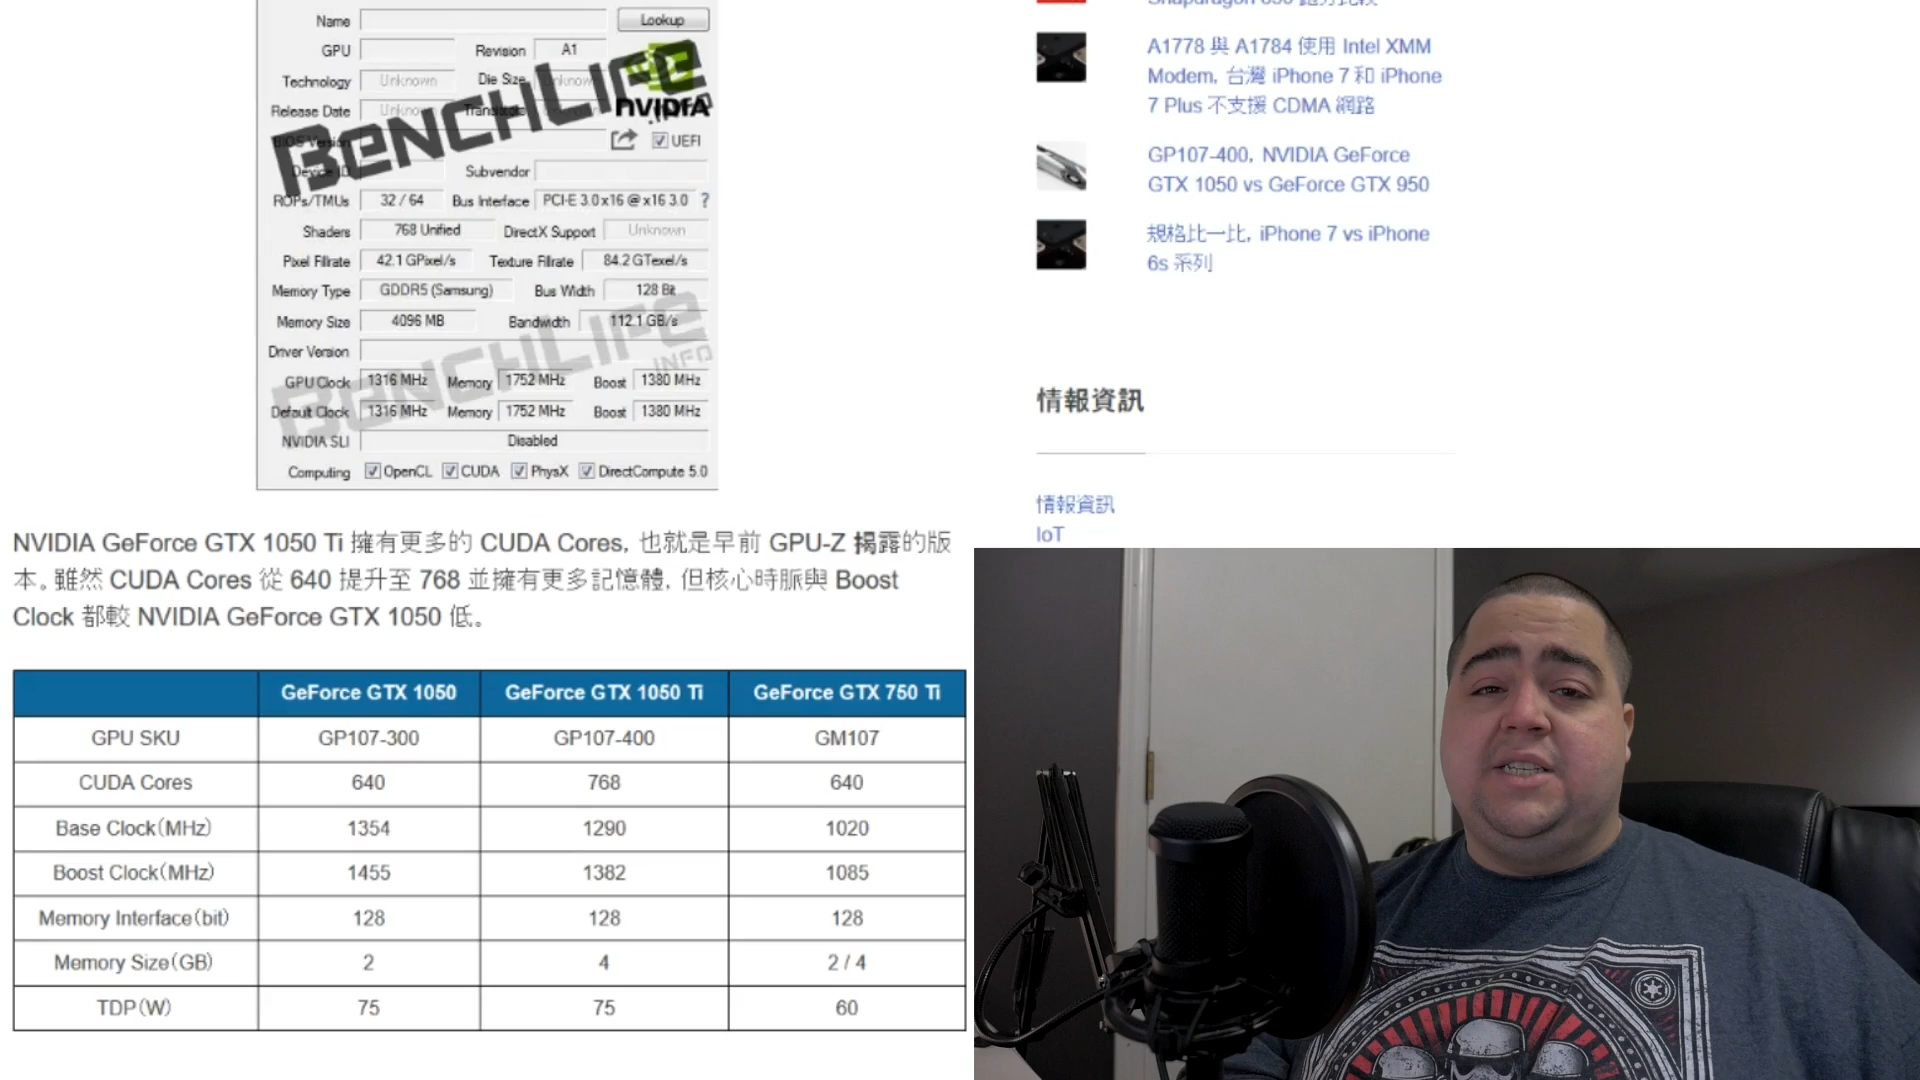 Name Lookup
GPU Revision A1
Technology Unknown Die Size Unknown
Release Date Unknown Transistors
BIOS Version UEFI
Device ID Subvendor
ROPs/TMUs 32 / 64 Bus Interface PCI-E 3.0 x16 @ x16 3.0 ?
Shaders 768 Unified DirectX Support Unknown
Pixel Fillrate 42.1 GPixel/s Texture Fillrate 84.2 GTexel/s
Memory Type GDDR5 (Samsung) Bus Width 128 Bit
Memory Size 4096 MB Bandwidth 112.1 GB/s
Driver Version
GPU Clock 1316 MHz Memory 1752 MHz Boost 1380 MHz
Default Clock 1316 MHz Memory 1752 MHz Boost 1380 MHz
NVIDIA SLI Disabled
Computing OpenCL CUDA PhysX DirectCompute 5.0
BENCHLIFE
NVIDIA
BENCHLIFE
.INFO
NVIDIA GeForce GTX 1050 Ti 擁有更多的 CUDA Cores, 也就是早前 GPU-Z 揭露的版
本。雖然 CUDA Cores 從 640 提升至 768 並擁有更多記憶體, 但核心時脈與 Boost
Clock 都較 NVIDIA GeForce GTX 1050 低。
GeForce GTX 1050 GeForce GTX 1050 Ti GeForce GTX 750 Ti
GPU SKU GP107-300 GP107-400 GM107
CUDA Cores 640 768 640
Base Clock(MHz) 1354 1290 1020
Boost Clock(MHz) 1455 1382 1085
Memory Interface(bit) 128 128 128
Memory Size(GB) 2 4 2 / 4
TDP(W) 75 75 60
A1778 與 A1784 使用 Intel XMM
Modem, 台灣 iPhone 7 和 iPhone
7 Plus 不支援 CDMA 網路
GP107-400, NVIDIA GeForce
GTX 1050 vs GeForce GTX 950
規格比一比, iPhone 7 vs iPhone
6s 系列
情報資訊
情報資訊
IoT